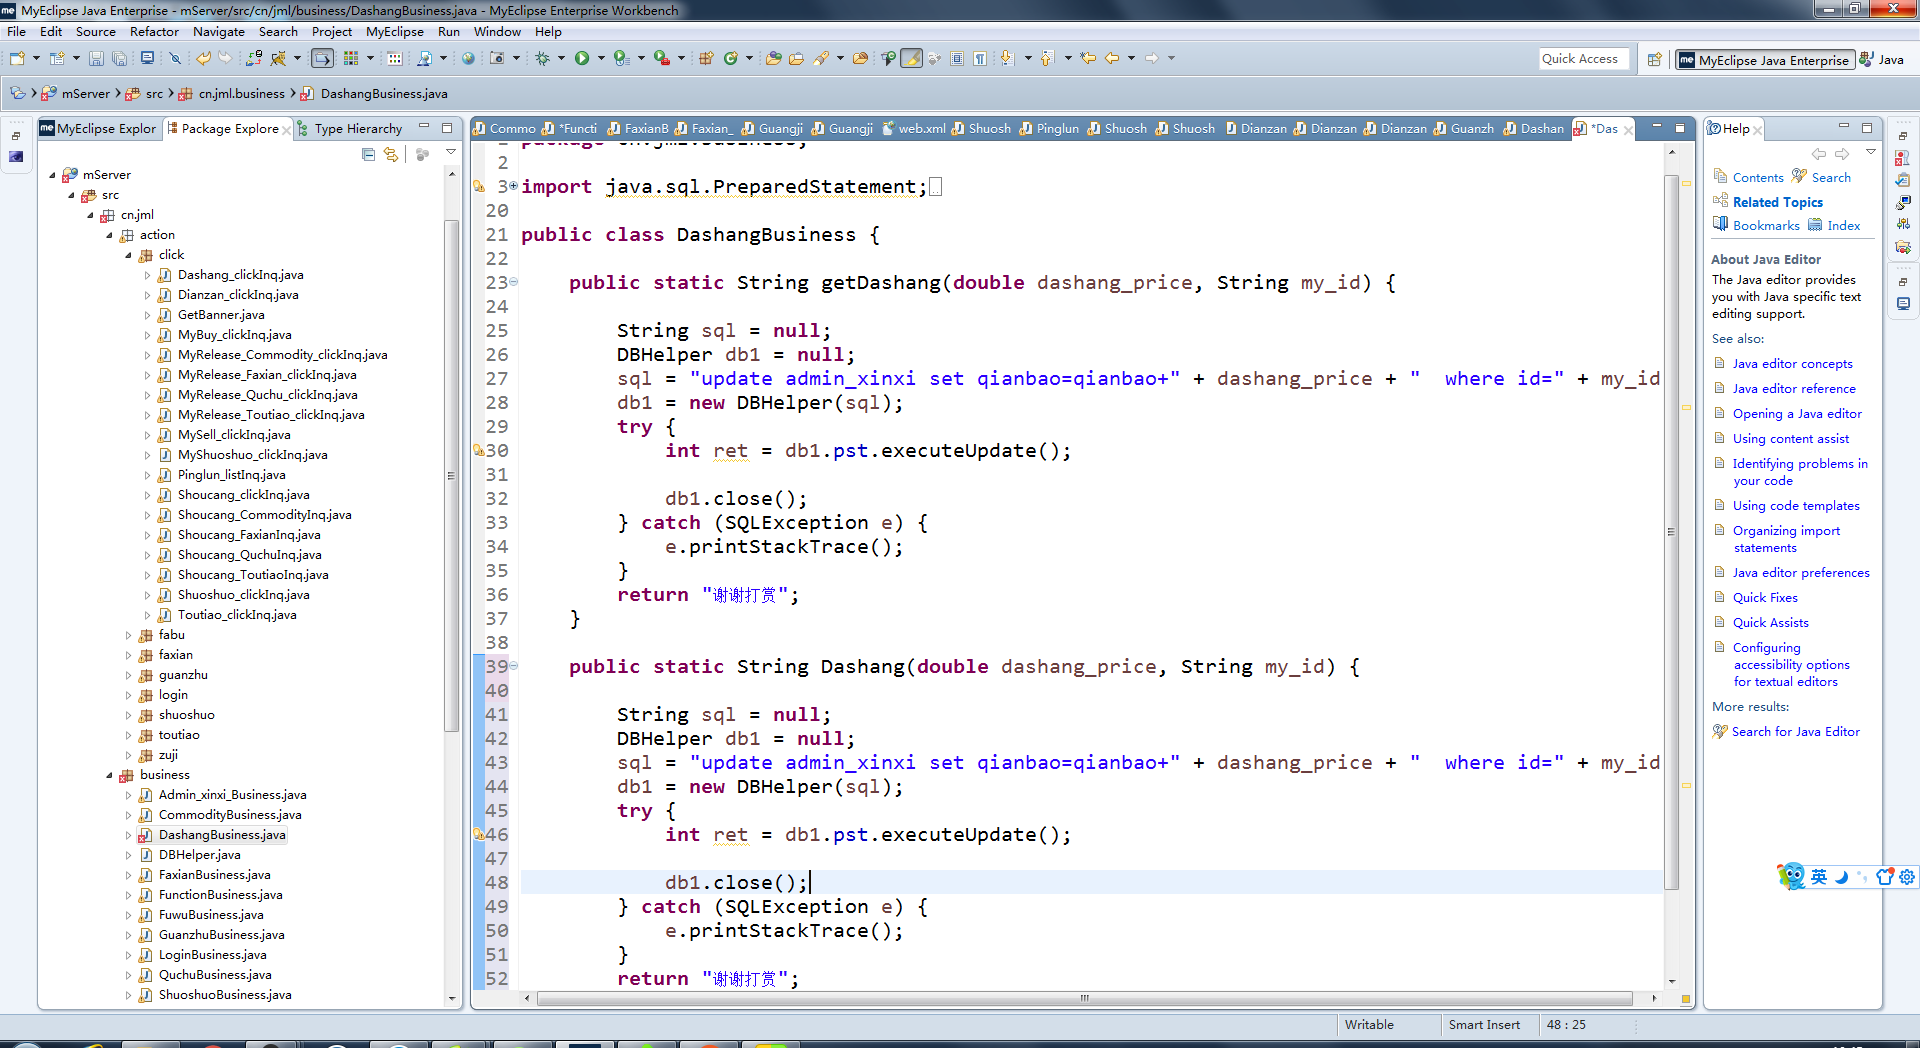 MyEclipse Java Enterprise - mServer/src/cn/jml/business/DashangBusiness.java - MyEclipse Enterprise Workbench
File Edit Source Refactor Navigate Search Project MyEclipse Run Window Help
Quick Access
MyEclipse Java Enterprise
Java
mServer src cn.jml.business DashangBusiness.java
MyEclipse Explor
Package Explore
Type Hierarchy
mServer
src
cn.jml
action
click
Dashang_clickInq.java
Dianzan_clickInq.java
GetBanner.java
MyBuy_clickInq.java
MyRelease_Commodity_clickInq.java
MyRelease_Faxian_clickInq.java
MyRelease_Quchu_clickInq.java
MyRelease_Toutiao_clickInq.java
MySell_clickInq.java
MyShuoshuo_clickInq.java
Pinglun_listInq.java
Shoucang_clickInq.java
Shoucang_CommodityInq.java
Shoucang_FaxianInq.java
Shoucang_QuchuInq.java
Shoucang_ToutiaoInq.java
Shuoshuo_clickInq.java
Toutiao_clickInq.java
fabu
faxian
guanzhu
login
shuoshuo
toutiao
zuji
business
Admin_xinxi_Business.java
CommodityBusiness.java
DashangBusiness.java
DBHelper.java
FaxianBusiness.java
FunctionBusiness.java
FuwuBusiness.java
GuanzhuBusiness.java
LoginBusiness.java
QuchuBusiness.java
ShuoshuoBusiness.java
Commo *Functi FaxianB Faxian_ Guangji Guangji web.xml Shuosh Pinglun Shuosh Shuosh Dianzan Dianzan Dianzan Guanzh Dashan *Das
2
3 import java.sql.PreparedStatement;
20
21 public class DashangBusiness {
22
23 public static String getDashang(double dashang_price, String my_id) {
24
25 String sql = null;
26 DBHelper db1 = null;
27 sql = "update admin_xinxi set qianbao=qianbao+" + dashang_price + "  where id=" + my_id
28 db1 = new DBHelper(sql);
29 try {
30 int ret = db1.pst.executeUpdate();
31
32 db1.close();
33 } catch (SQLException e) {
34 e.printStackTrace();
35 }
36 return "谢谢打赏";
37 }
38
39 public static String Dashang(double dashang_price, String my_id) {
40
41 String sql = null;
42 DBHelper db1 = null;
43 sql = "update admin_xinxi set qianbao=qianbao+" + dashang_price + "  where id=" + my_id
44 db1 = new DBHelper(sql);
45 try {
46 int ret = db1.pst.executeUpdate();
47
48 db1.close();
49 } catch (SQLException e) {
50 e.printStackTrace();
51 }
52 return "谢谢打赏";
Help
Contents Search
Related Topics
Bookmarks Index
About Java Editor
The Java editor provides
you with Java specific text
editing support.
See also:
Java editor concepts
Java editor reference
Opening a Java editor
Using content assist
Identifying problems in
your code
Using code templates
Organizing import
statements
Java editor preferences
Quick Fixes
Quick Assists
Configuring
accessibility options
for textual editors
More results:
Search for Java Editor
英
Writable Smart Insert 48 : 25